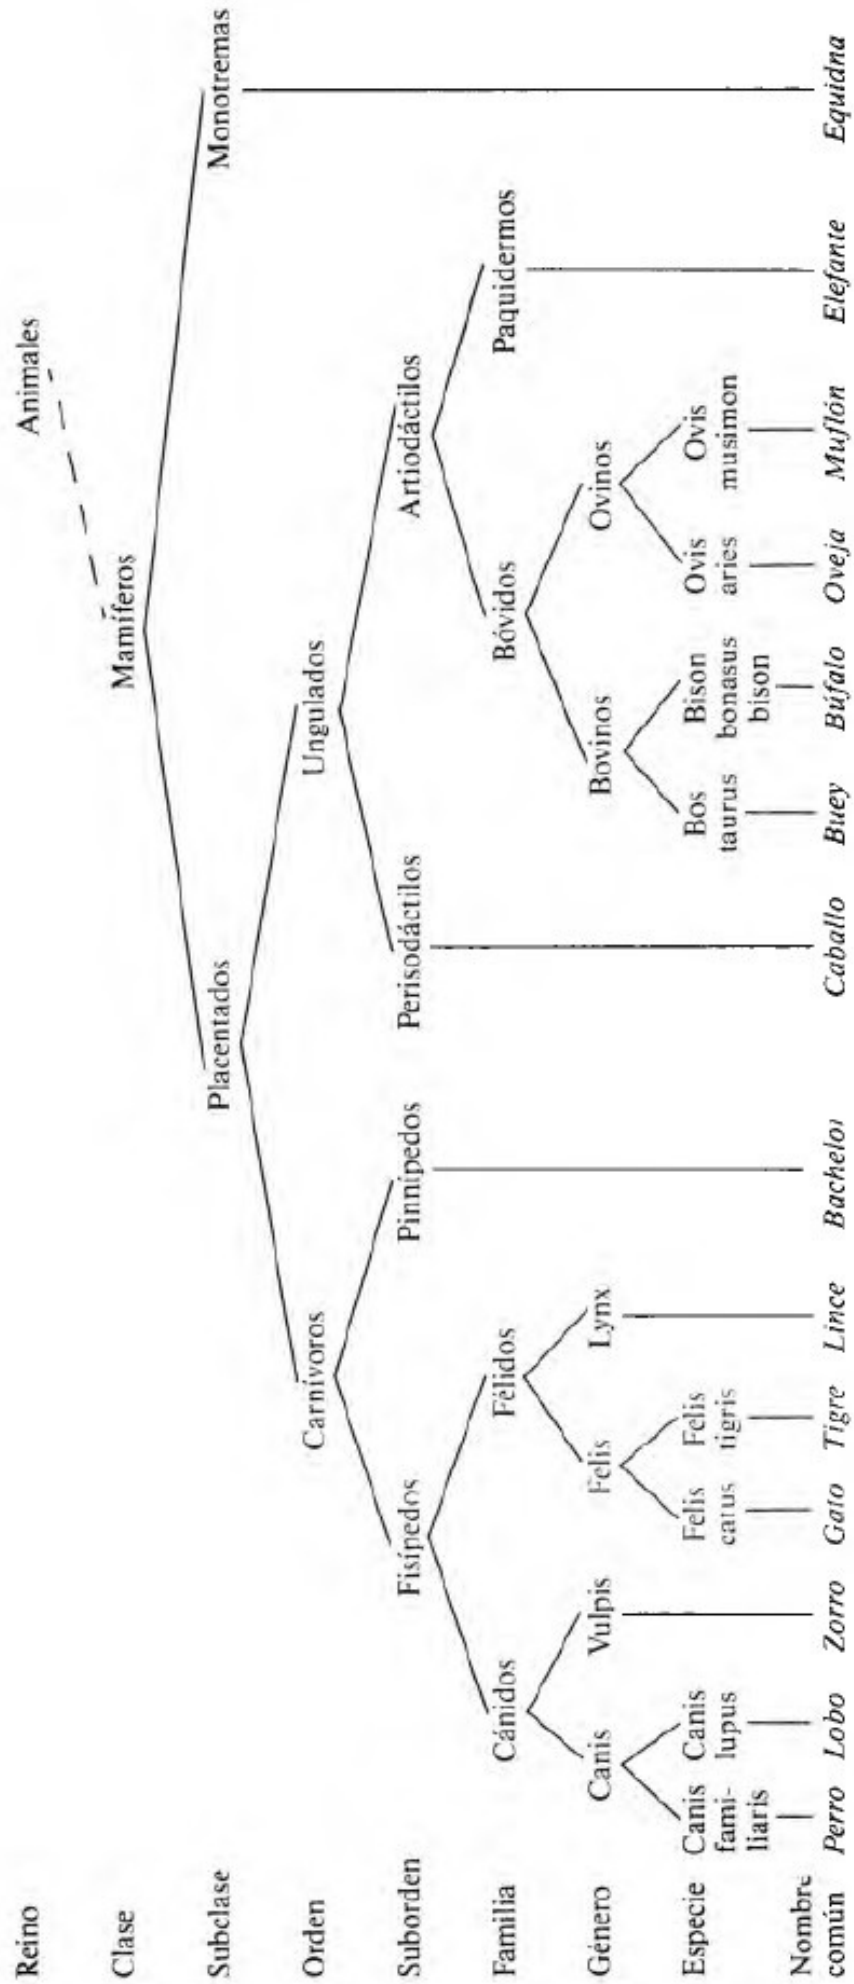 Reino
Animales
Clase
Mamíferos
Subclase
Placentados
Monotremas
Orden
Carnívoros
Ungulados
Suborden
Fisípedos
Pinnípedos
Perisodáctilos
Artiodáctilos
Familia
Cánidos
Félidos
Bóvidos
Paquidermos
Género
Canis
Vulpis
Felis
Lynx
Bovinos
Ovinos
Especie
Canis
fami-
liaris
Canis
lupus
Felis
catus
Felis
tigris
Bos
taurus
Bison
bonasus
bison
Ovis
aries
Ovis
musimon
Nombre
común
Perro
Lobo
Zorro
Gato
Tigre
Lince
Bachelor
Caballo
Buey
Búfalo
Oveja
Muflón
Elefante
Equidna